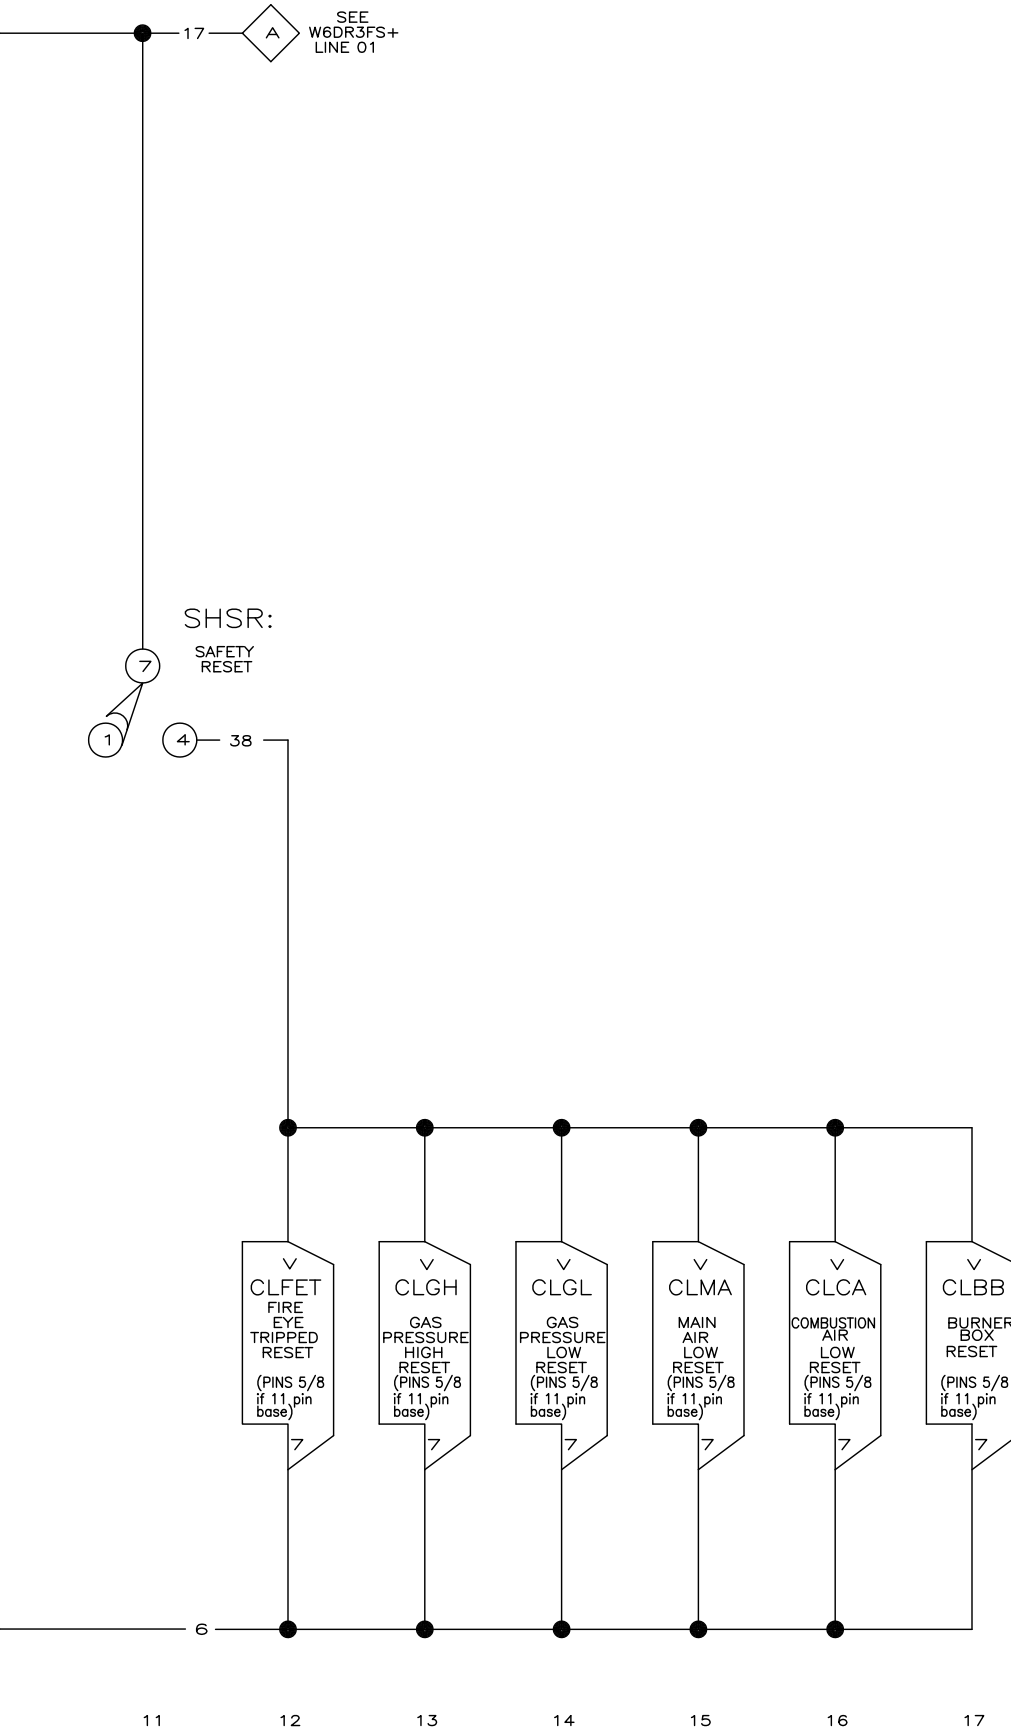 17
A
SEE
W6DR3FS+
LINE 01
SHSR:
SAFETY
RESET
7
1
4
38
V
CLFET
FIRE
EYE
TRIPPED
RESET
(PINS 5/8
if 11 pin
base)
7
V
CLGH
GAS
PRESSURE
HIGH
RESET
(PINS 5/8
if 11 pin
base)
7
V
CLGL
GAS
PRESSURE
LOW
RESET
(PINS 5/8
if 11 pin
base)
7
V
CLMA
MAIN
AIR
LOW
RESET
(PINS 5/8
if 11 pin
base)
7
V
CLCA
COMBUSTION
AIR
LOW
RESET
(PINS 5/8
if 11 pin
base)
7
V
CLBB
BURNER
BOX
RESET
(PINS 5/8
if 11 pin
base)
7
6
11
12
13
14
15
16
17